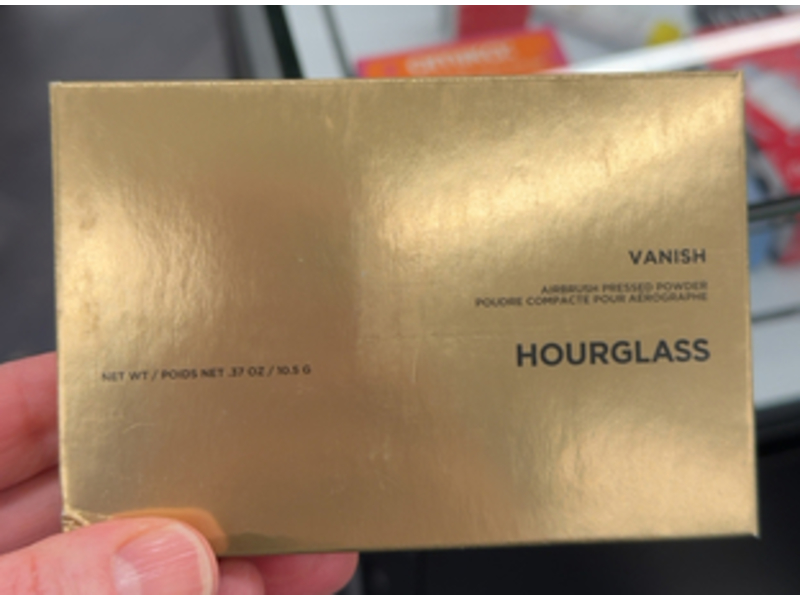 VANISH
AIRBRUSH PRESSED POWDER
POUDRE COMPACTE POUR AÉROGRAPHE
HOURGLASS
NET WT / POIDS NET .37 OZ / 10.5 G